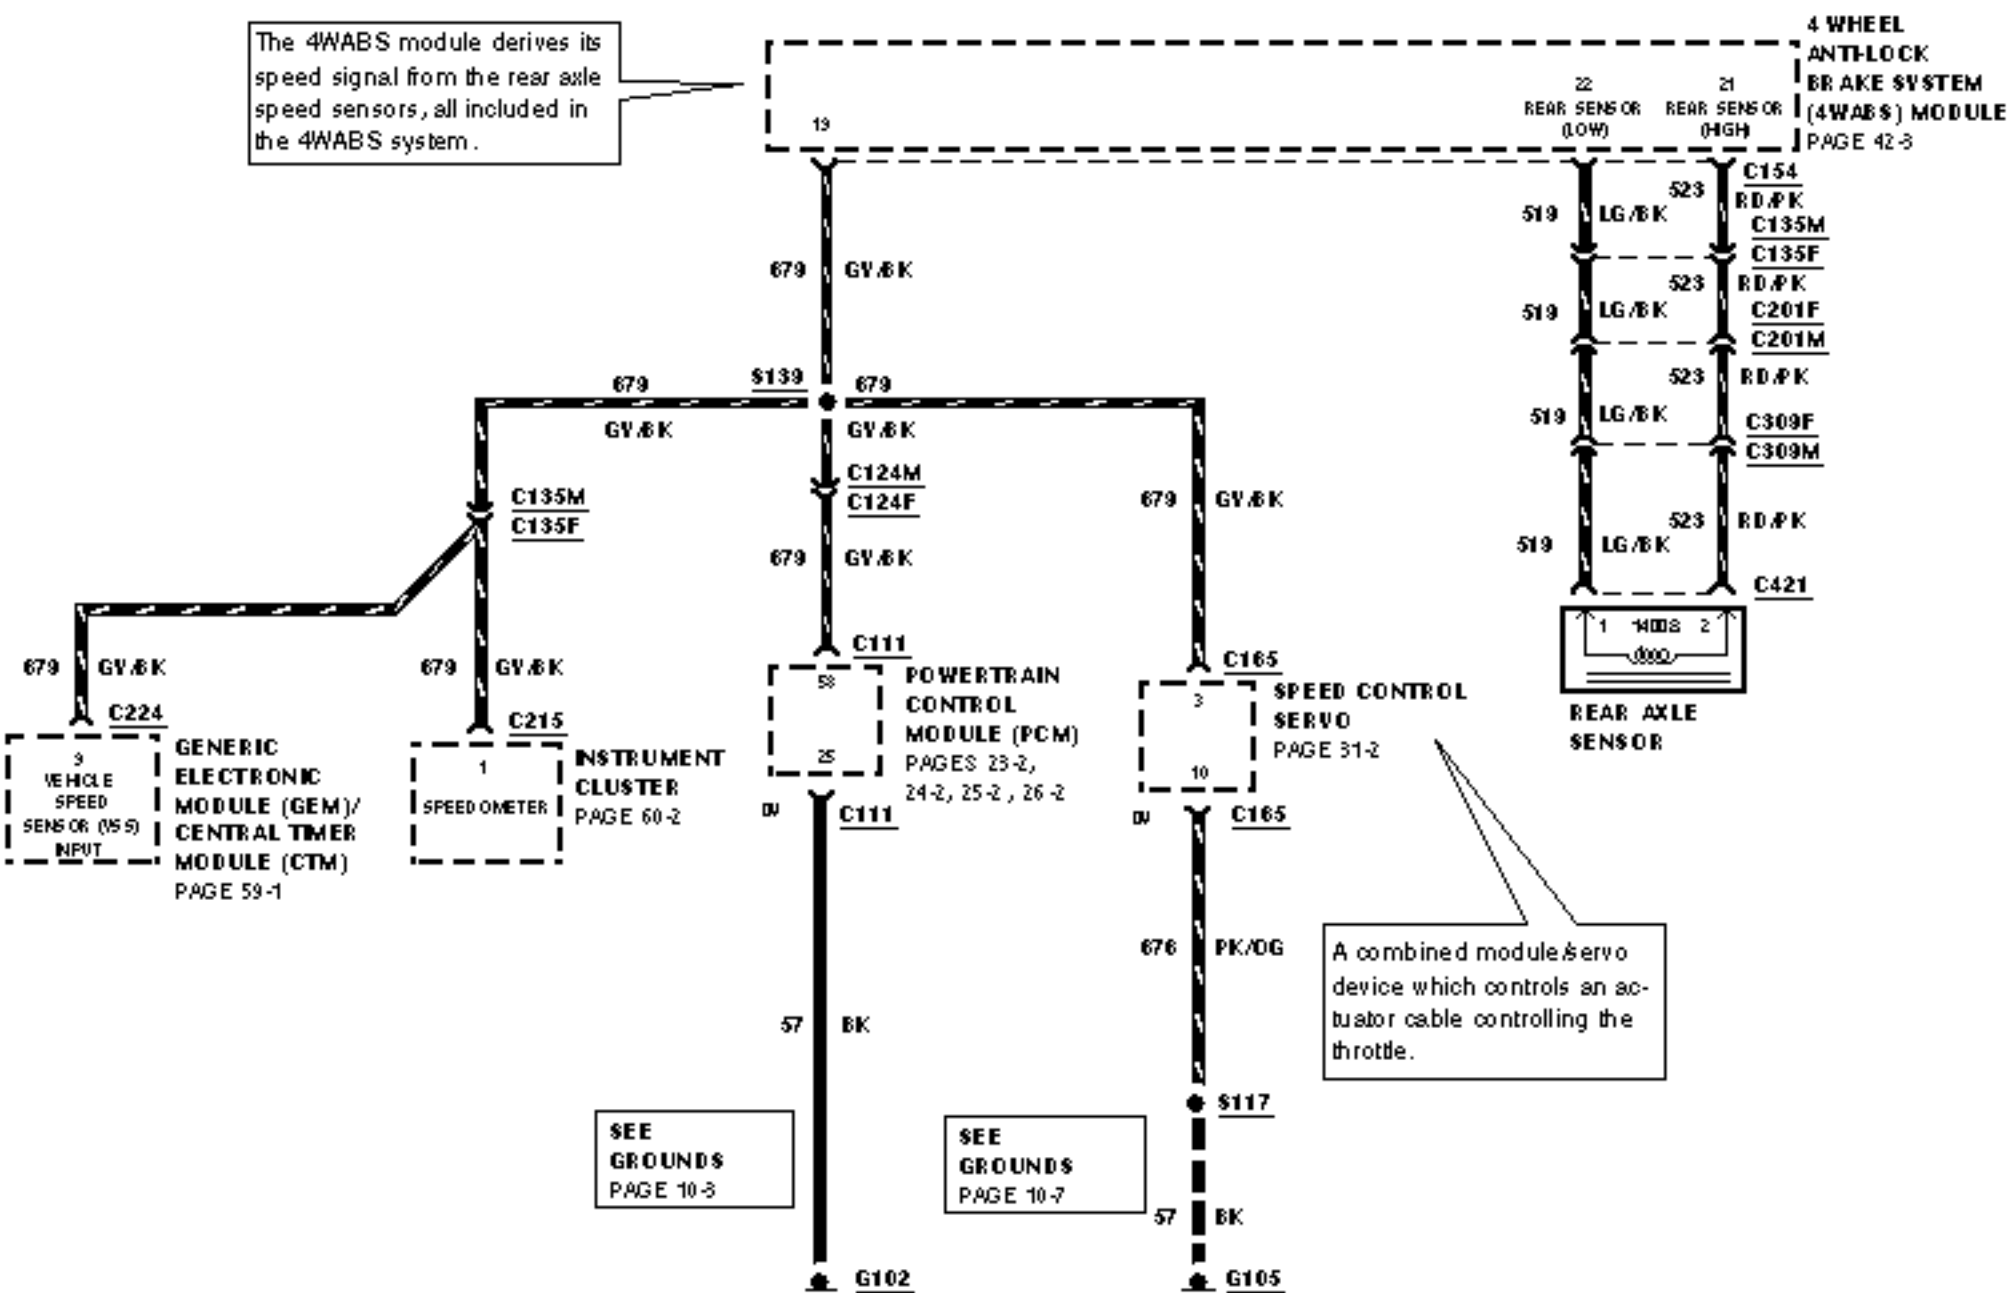 The 4WABS module derives its
speed signal from the rear axle
speed sensors, all included in
the 4WABS system.
4 WHEEL
ANTI-LOCK
BRAKE SYSTEM
(4WABS) MODULE
PAGE 42-3
19
22
REAR SENSOR
(LOW)
21
REAR SENSOR
(HIGH)
C154
519
LG/BK
523
RD/PK
C135M
C135F
679
GY/BK
519
LG/BK
523
RD/PK
C201F
C201M
679
GY/BK
S139
679
GY/BK
519
LG/BK
523
RD/PK
C309F
C309M
C135M
C135F
C124M
C124F
679
GY/BK
679
GY/BK
519
LG/BK
523
RD/PK
C421
1 1400S 2
REAR AXLE
SENSOR
679
GY/BK
C224
9
VEHICLE
SPEED
SENSOR (VSS)
INPUT
GENERIC
ELECTRONIC
MODULE (GEM)/
CENTRAL TIMER
MODULE (CTM)
PAGE 59-1
679
GY/BK
C215
1
SPEEDOMETER
INSTRUMENT
CLUSTER
PAGE 60-2
C111
58
25
POWERTRAIN
CONTROL
MODULE (PCM)
PAGES 23-2,
24-2, 25-2, 26-2
0V
C111
C165
3
10
SPEED CONTROL
SERVO
PAGE 31-2
0V
C165
676
PK/OG
A combined module/servo
device which controls an ac-
tuator cable controlling the
throttle.
57
BK
S117
SEE
GROUNDS
PAGE 10-3
SEE
GROUNDS
PAGE 10-7
57
BK
G102
G105